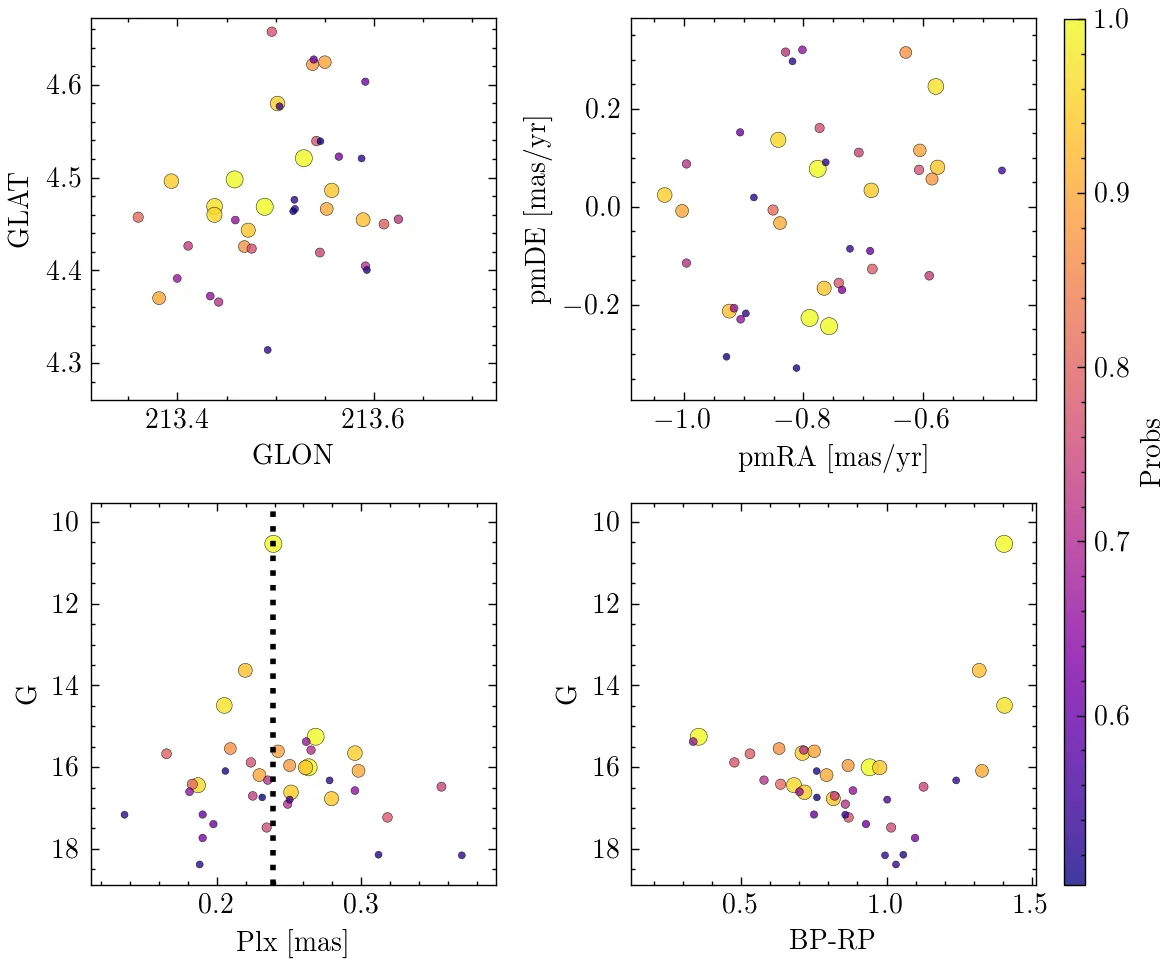 4.6
4.5
4.4
4.3
GLAT
213.4 213.6
GLON
0.2
0.0
−0.2
pmDE [mas/yr]
−1.0 −0.8 −0.6
pmRA [mas/yr]
10
12
14
16
18
G
0.2 0.3
Plx [mas]
10
12
14
16
18
G
0.5 1.0 1.5
BP-RP
1.0
0.9
0.8
0.7
0.6
Probs